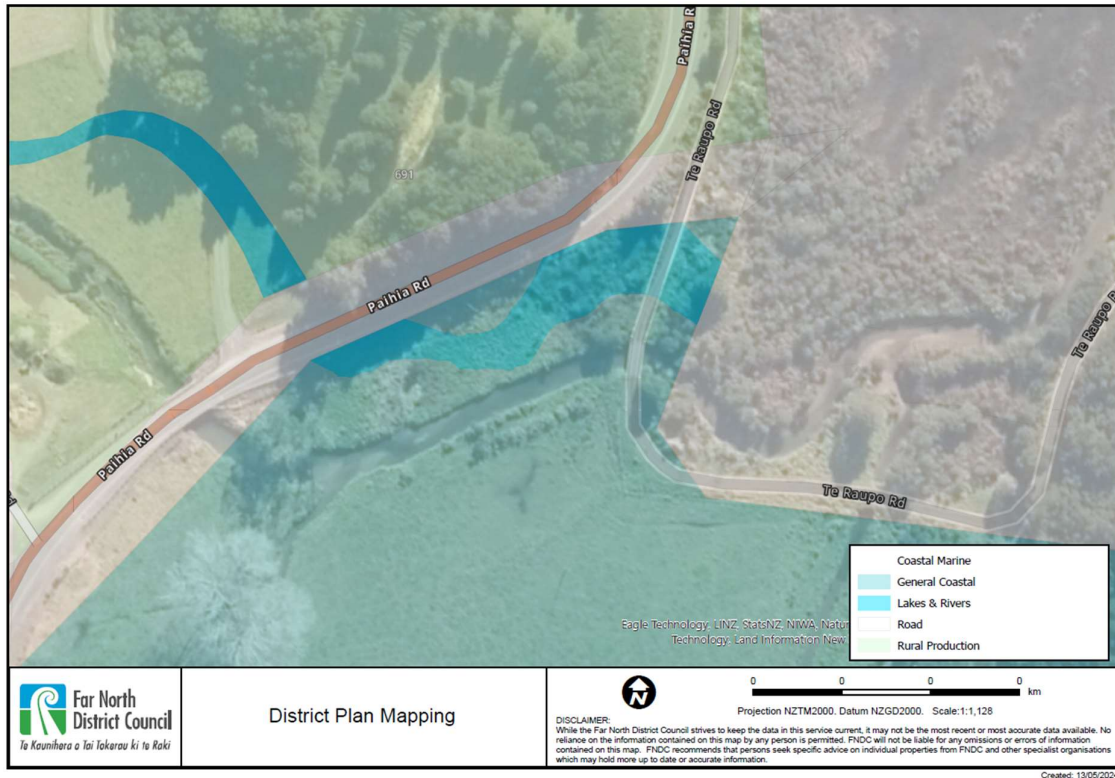 Paihia R
Te Raupo Rd
691
Paihia Rd
Te Raupo R
Paihia Rd
Te Raupo Rd
Coastal Marine
General Coastal
Lakes & Rivers
Road
Rural Production
Eagle Technology, LINZ, StatsNZ, NIWA, Natur
Technology, Land Information New
Far North
District Council
Te Kaunihera o Tai Tokerau ki te Raki
District Plan Mapping
N
0 0 0 0
km
Projection NZTM2000. Datum NZGD2000. Scale:1:1,128
DISCLAIMER:
While the Far North District Council strives to keep the data in this service current, it may not be the most recent or most accurate data available. No
reliance on the information contained on this map by any person is permitted. FNDC will not be liable for any omissions or errors of information
contained on this map. FNDC recommends that persons seek specific advice on individual properties from FNDC and other specialist organisations
which may hold more up to date or accurate information.
Created: 13/05/202